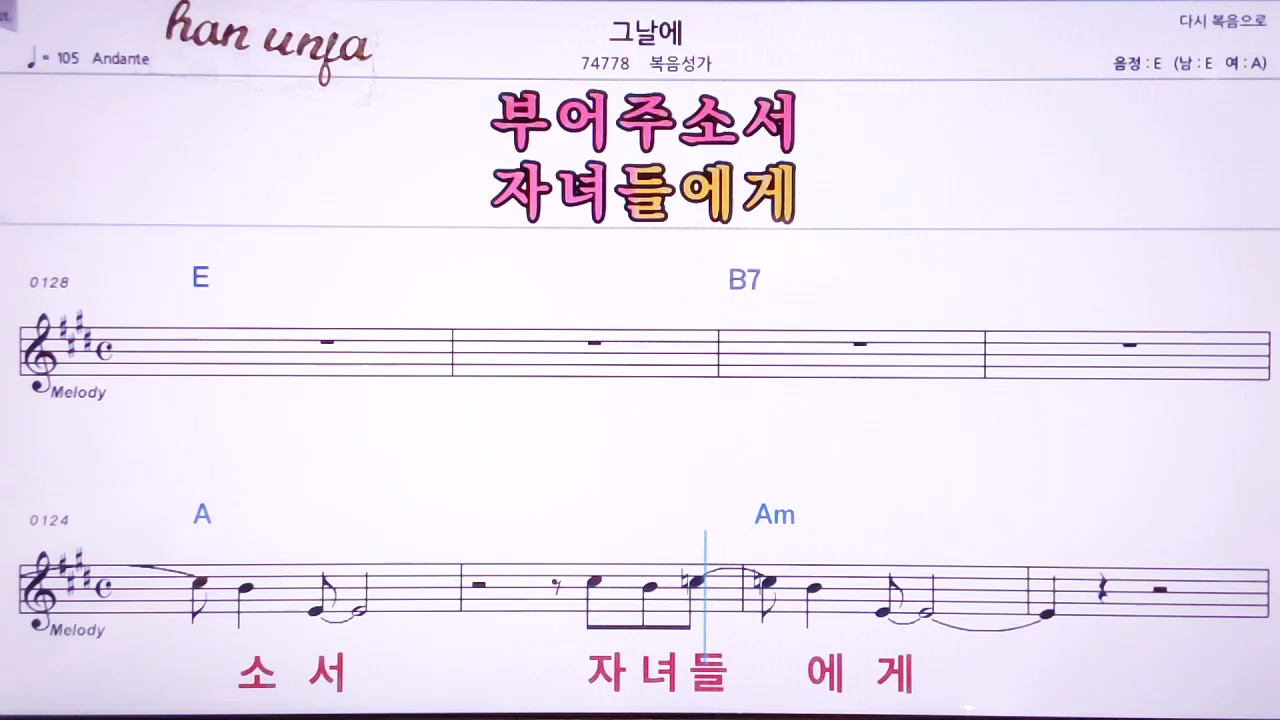 han unja
그날에
다시 복음으로
♩= 105 Andante
74778 복음성가
음정 : E (남 : E 여 : A)
부어주소서
자녀들에게
0128
E
B7
Melody
0124
A
Am
Melody
소 서 자 녀 들 에 게